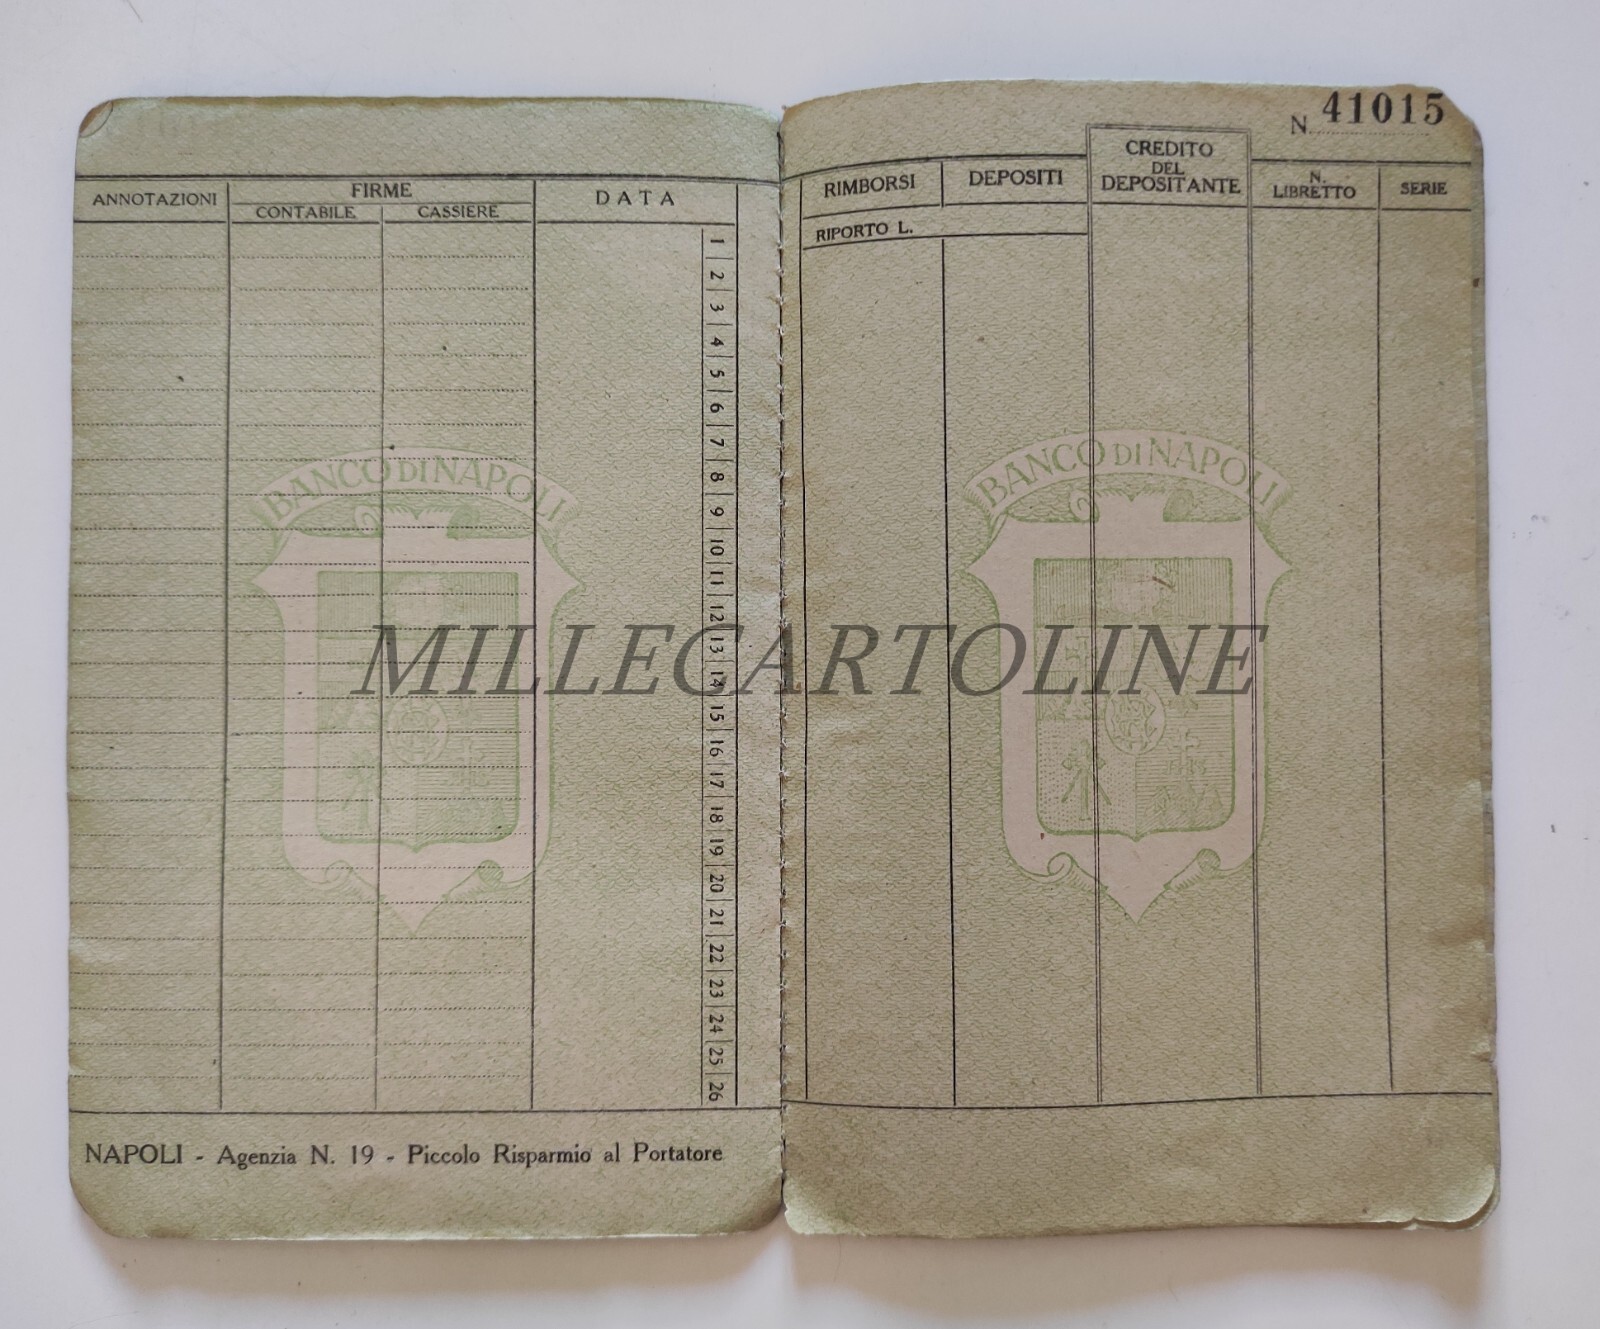 ANNOTAZIONI
FIRME
CONTABILE
CASSIERE
DATA
1
2
3
4
5
6
7
8
9
10
11
12
13
14
15
16
17
18
19
20
21
22
23
24
25
26
BANCO DI NAPOLI
NAPOLI - Agenzia N. 19 - Piccolo Risparmio al Portatore
N. 41015
RIMBORSI
DEPOSITI
CREDITO
DEL
DEPOSITANTE
N.
LIBRETTO
SERIE
RIPORTO L.
BANCO DI NAPOLI
MILLECARTOLINE